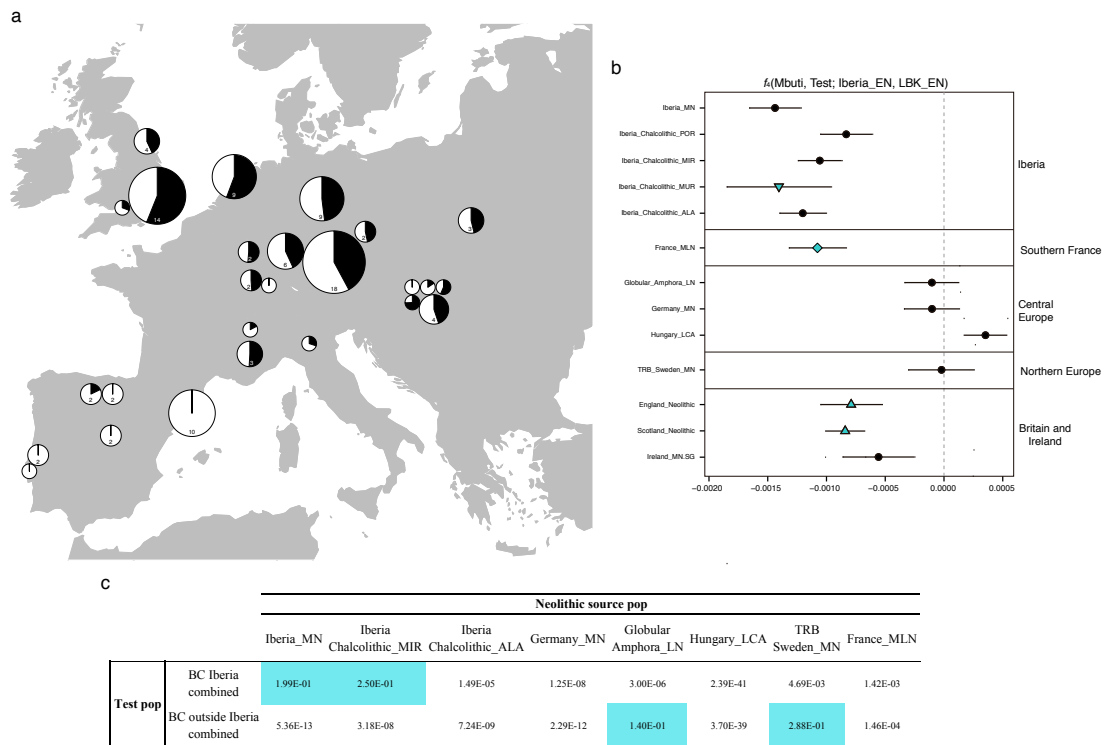 a
4
14
9
9
3
2
2
6
18
2
4
3
2
2
10
2
2
b
f4(Mbuti, Test; Iberia_EN, LBK_EN)
Iberia_MN
Iberia_Chalcolithic_POR
Iberia_Chalcolithic_MIR
Iberia_Chalcolithic_MUR
Iberia_Chalcolithic_ALA
Iberia
France_MLN
Southern France
Globular_Amphora_LN
Germany_MN
Hungary_LCA
Central
Europe
TRB_Sweden_MN
Northern Europe
England_Neolithic
Scotland_Neolithic
Ireland_MN.SG
Britain and
Ireland
−0.0020 −0.0015 −0.0010 −0.0005 0.0000 0.0005
c
Neolithic source pop
Iberia_MN Iberia Chalcolithic_MIR Iberia Chalcolithic_ALA Germany_MN Globular Amphora_LN Hungary_LCA TRB Sweden_MN France_MLN
Test pop
BC Iberia combined 1.99E-01 2.50E-01 1.49E-05 1.25E-08 3.00E-06 2.39E-41 4.69E-03 1.42E-03
BC outside Iberia combined 5.36E-13 3.18E-08 7.24E-09 2.29E-12 1.40E-01 3.70E-39 2.88E-01 1.46E-04